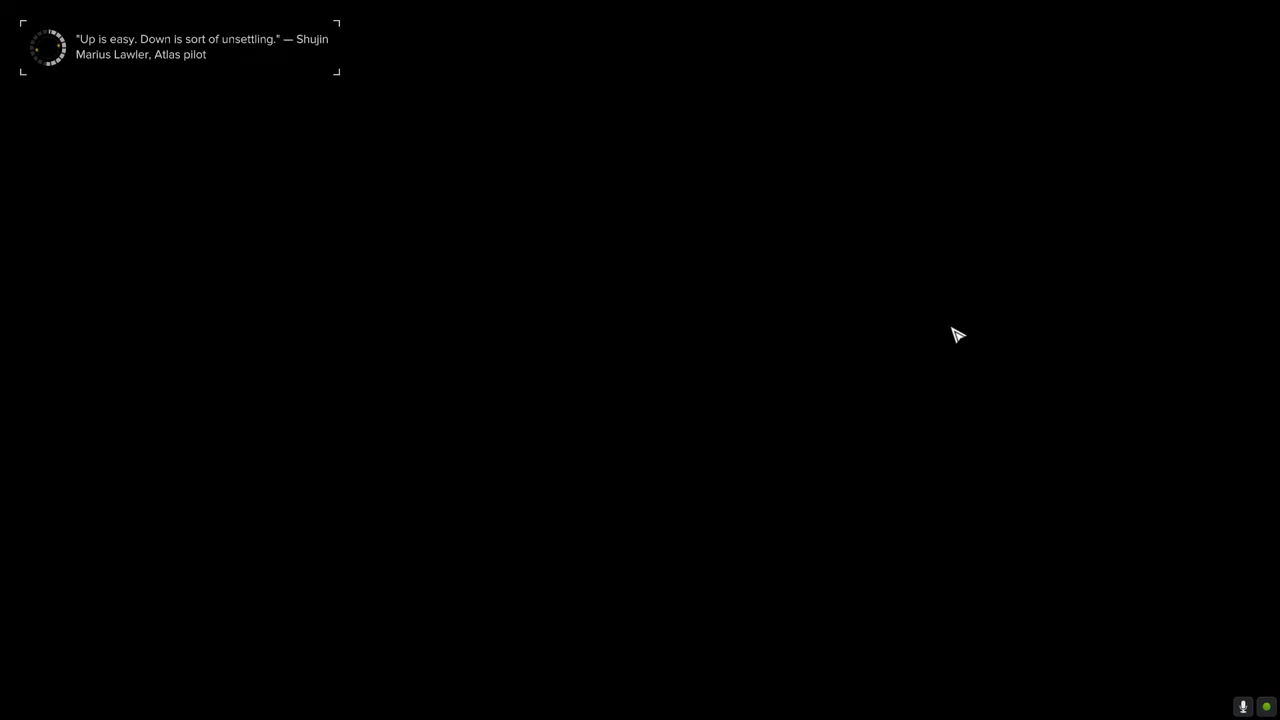 "Up is easy. Down is sort of unsettling." — Shujin
Marius Lawler, Atlas pilot